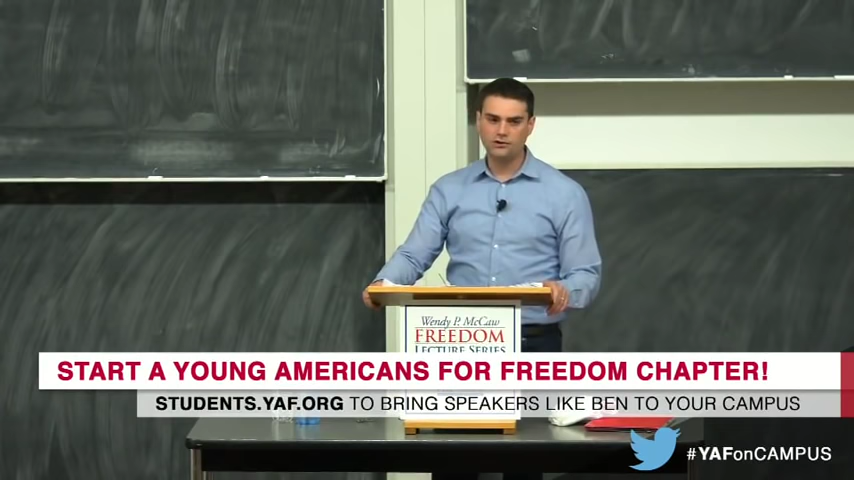 Wendy P. McCaw
FREEDOM
LECTURE SERIES
START A YOUNG AMERICANS FOR FREEDOM CHAPTER!
STUDENTS.YAF.ORG TO BRING SPEAKERS LIKE BEN TO YOUR CAMPUS
#YAFonCAMPUS